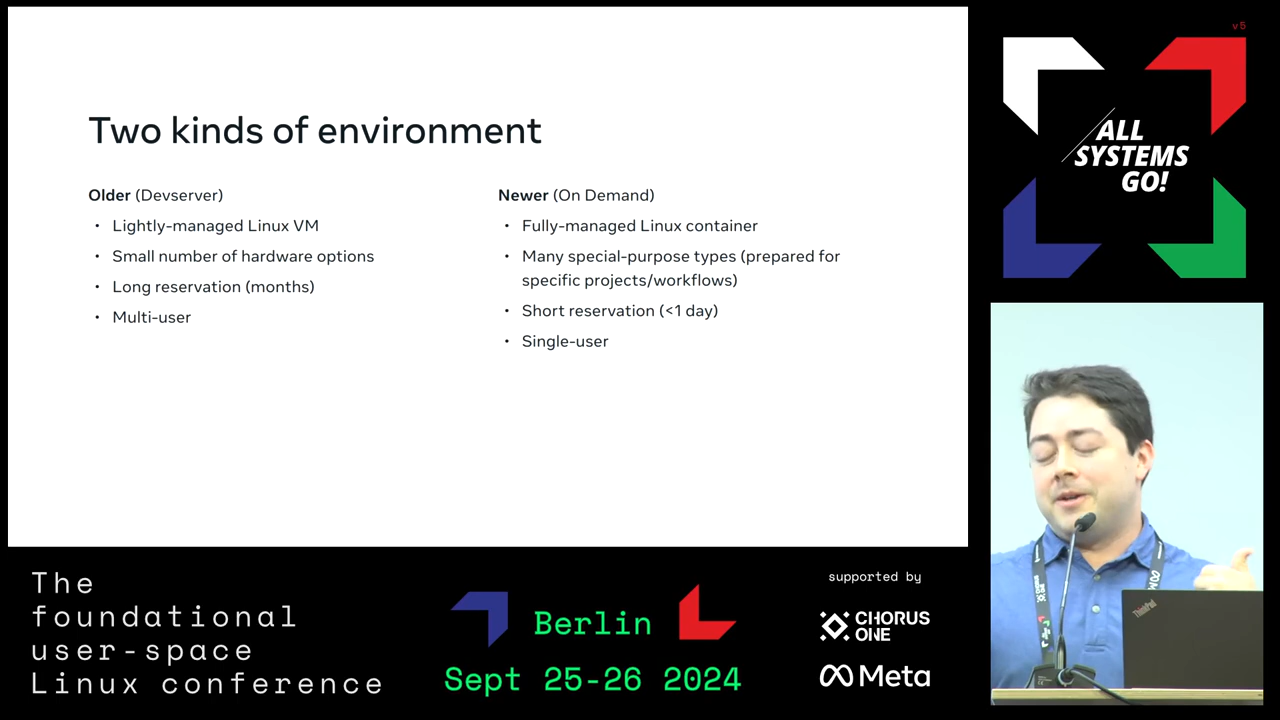 Two kinds of environment
Older (Devserver)
• Lightly-managed Linux VM
• Small number of hardware options
• Long reservation (months)
• Multi-user
Newer (On Demand)
• Fully-managed Linux container
• Many special-purpose types (prepared for
specific projects/workflows)
• Short reservation (<1 day)
• Single-user
v5
ALL
SYSTEMS
GO!
ThinkPad
The
foundational
user-space
Linux conference
Berlin
Sept 25-26 2024
supported by
CHORUS
ONE
Meta